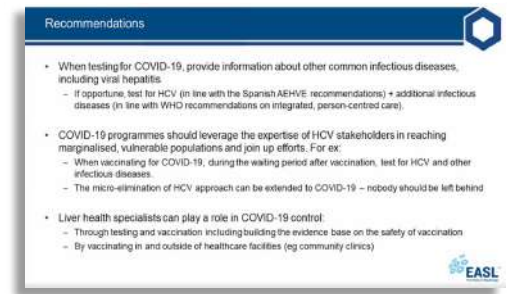 Recommendations
• When testing for COVID-19, provide information about other common infectious diseases,
including viral hepatitis
– If opportune, test for HCV (in line with the Spanish AEHVE recommendations) + additional infectious
diseases (in line with WHO recommendations on integrated, person-centred care).
• COVID-19 programmes should leverage the expertise of HCV stakeholders in reaching
marginalised, vulnerable populations and join up efforts. For ex:
– When vaccinating for COVID-19, during the waiting period after vaccination, test for HCV and other
infectious diseases.
– The micro-elimination of HCV approach can be extended to COVID-19 – nobody should be left behind
• Liver health specialists can play a role in COVID-19 control:
– Through testing and vaccination including building the evidence base on the safety of vaccination
– By vaccinating in and outside of healthcare facilities (eg community clinics)
EASL